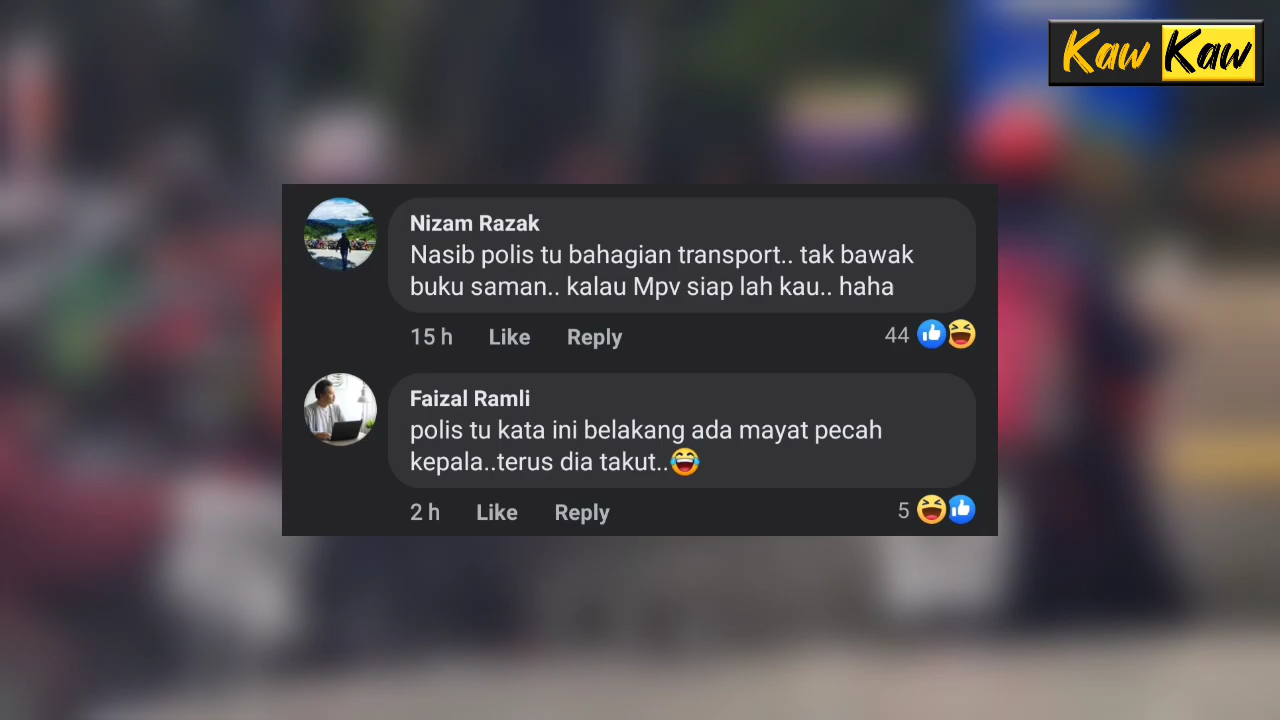 Kaw Kaw
Nizam Razak
Nasib polis tu bahagian transport.. tak bawak
buku saman.. kalau Mpv siap lah kau.. haha
15 h Like Reply 44
Faizal Ramli
polis tu kata ini belakang ada mayat pecah
kepala..terus dia takut..😂
2 h Like Reply 5